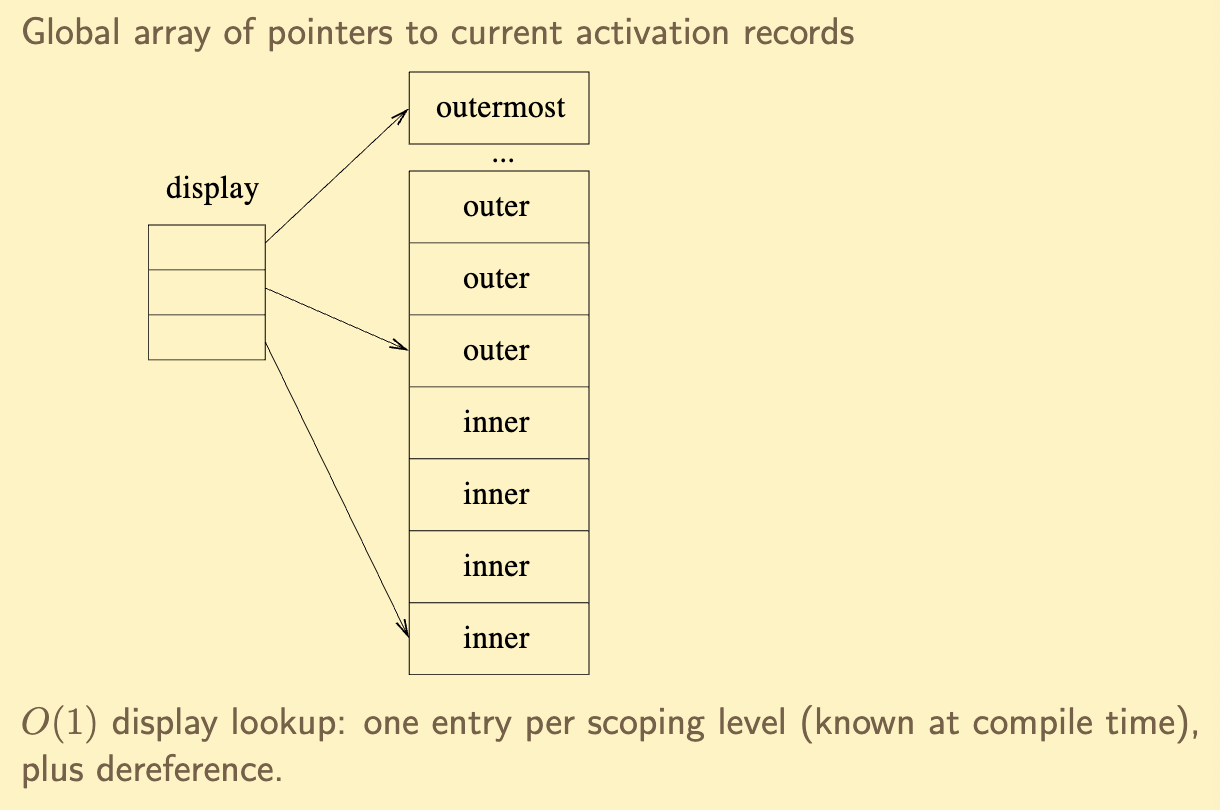 Global array of pointers to current activation records
outermost
...
display
outer
outer
outer
inner
inner
inner
inner
O(1) display lookup: one entry per scoping level (known at compile time),
plus dereference.